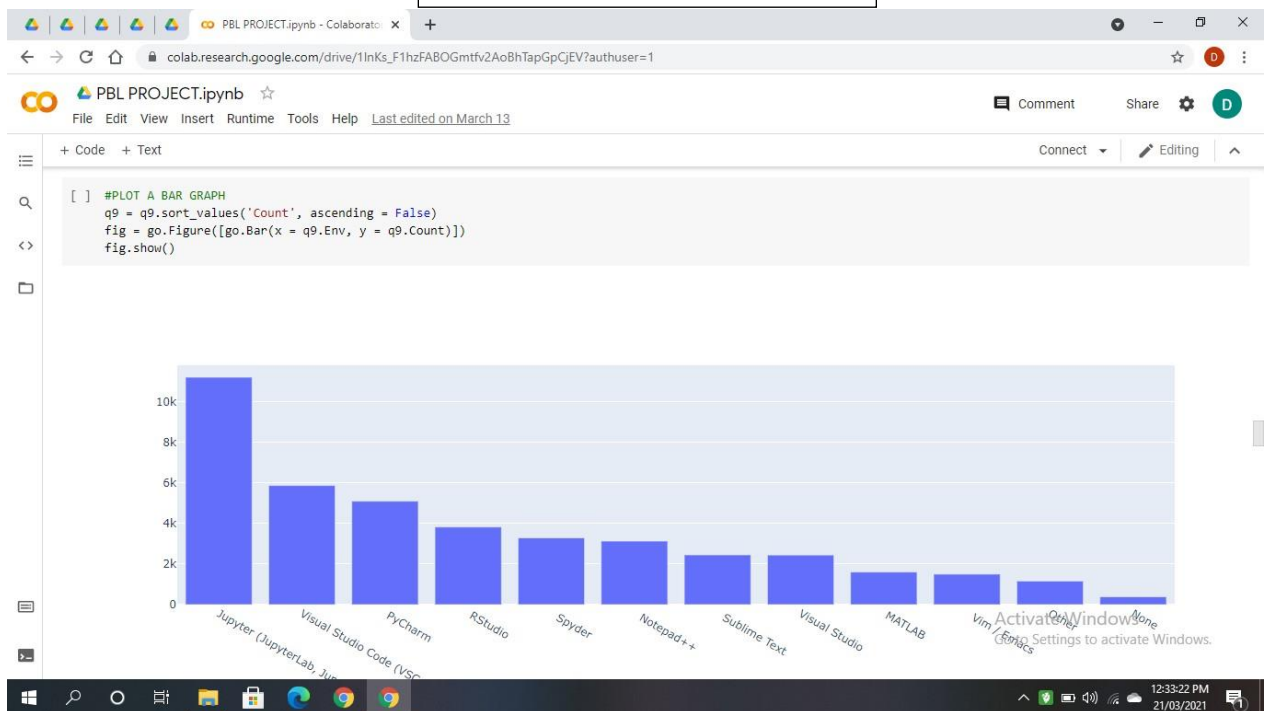 PBL PROJECT.ipynb - Colaborato
colab.research.google.com/drive/1InKs_F1hzFABOGmtfv2AoBhTapGpCjEV?authuser=1
D
PBL PROJECT.ipynb
Comment Share D
File Edit View Insert Runtime Tools Help Last edited on March 13
+ Code + Text Connect Editing
[ ] #PLOT A BAR GRAPH
q9 = q9.sort_values('Count', ascending = False)
fig = go.Figure([go.Bar(x = q9.Env, y = q9.Count)])
fig.show()
10k
8k
6k
4k
2k
0
Jupyter (JupyterLab, Jup
Visual Studio Code (VSC
PyCharm
RStudio
Spyder
Notepad++
Sublime Text
Visual Studio
MATLAB
Vim / Emacs
Other
None
Activate Windows
Go to Settings to activate Windows.
12:33:22 PM
21/03/2021
1